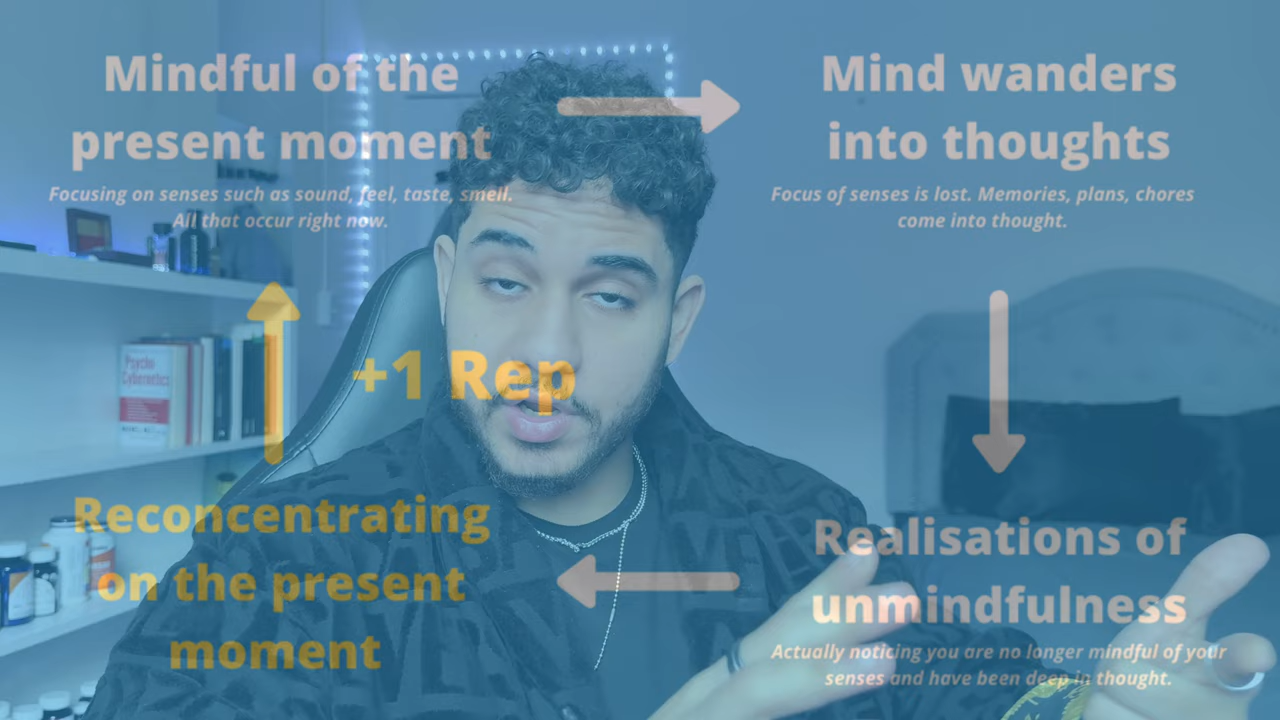 Mindful of the
present moment
Focusing on senses such as sound, feel, taste, smell.
All that occur right now.
Mind wanders
into thoughts
Focus of senses is lost. Memories, plans, chores
come into thought.
+1 Rep
Psycho
Cybernetics
Reconcentrating
on the present
moment
Realisations of
unmindfulness
Actually noticing you are no longer mindful of your
senses and have been deep in thought.